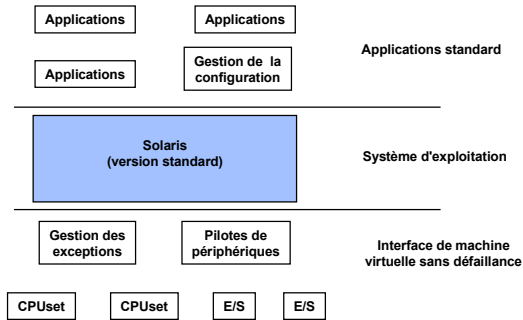 Applications
Applications
Applications
Gestion de la
configuration
Applications standard
Solaris
(version standard)
Système d'exploitation
Gestion des
exceptions
Pilotes de
périphériques
Interface de machine
virtuelle sans défaillance
CPUset
CPUset
E/S
E/S